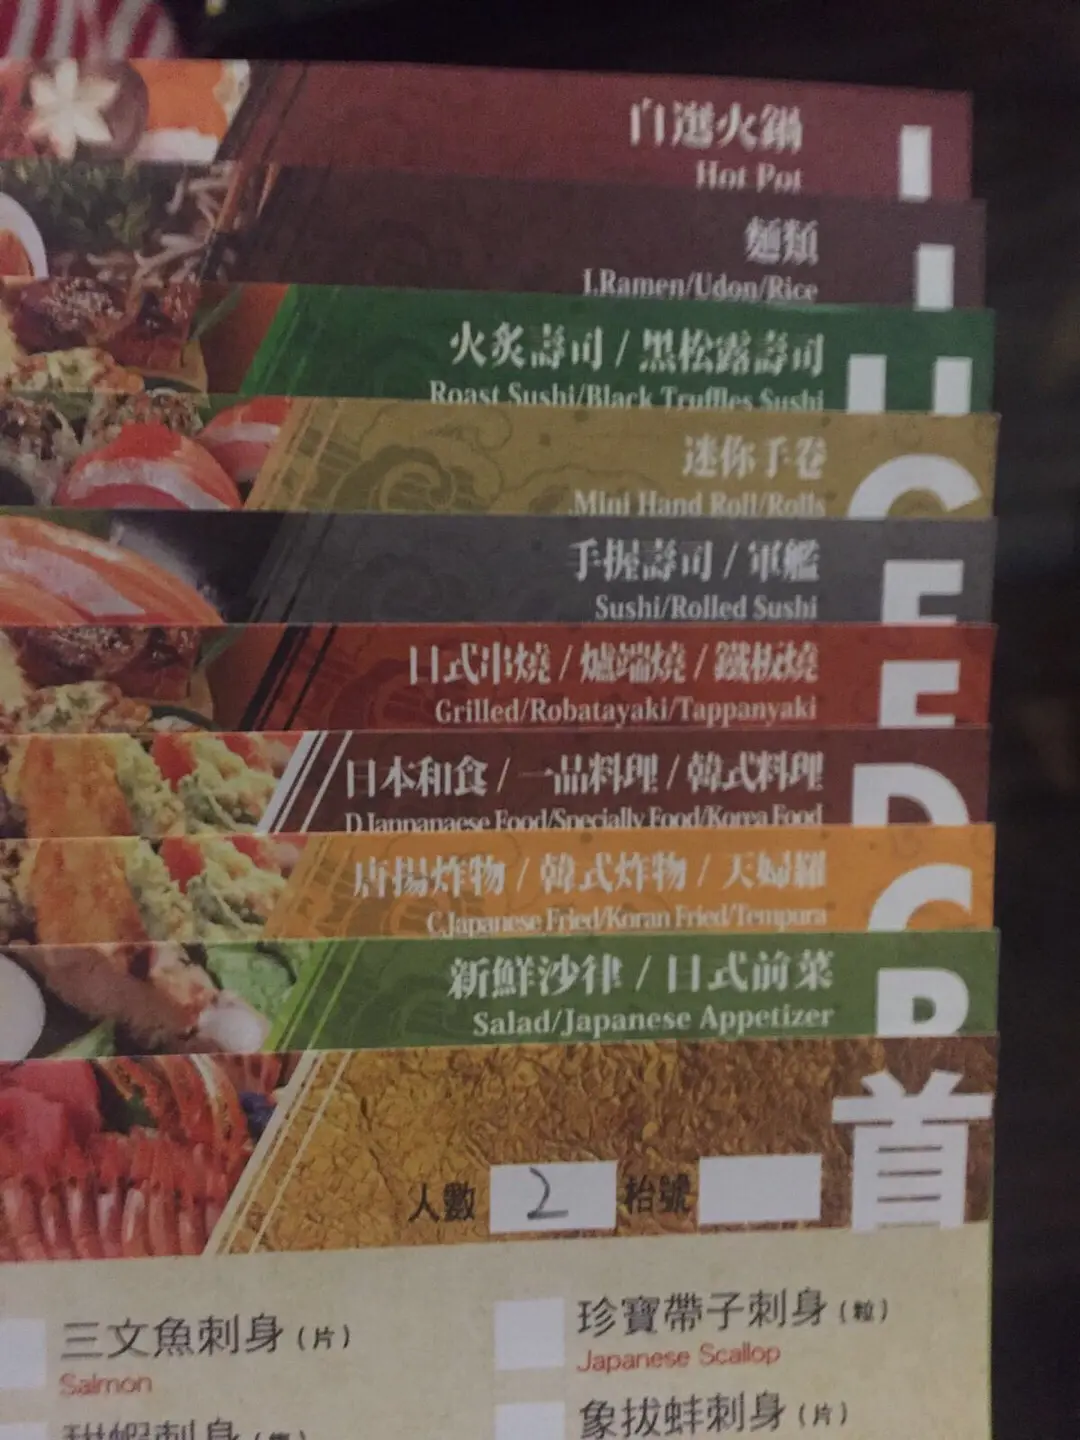 自選火鍋
Hot Pot
麵類
I.Ramen/Udon/Rice
火炙壽司 / 黑松露壽司
Roast Sushi/Black Truffles Sushi
迷你手卷
Mini Hand Roll/Rolls
手握壽司 / 軍艦
Sushi/Rolled Sushi
F
日式串燒 / 爐端燒 / 鐵板燒
Grilled/Robatayaki/Tappanyaki
E
日本和食 / 一品料理 / 韓式料理
D.Jappanaese Food/Specially Food/Korea Food
D
唐揚炸物 / 韓式炸物 / 天婦羅
C.Japanese Fried/Koran Fried/Tempura
C
新鮮沙律 / 日式前菜
Salad/Japanese Appetizer
B
首
人數 2 枱號
三文魚刺身 (片)
Salmon
珍寶帶子刺身 (粒)
Japanese Scallop
象拔蚌刺身 (片)